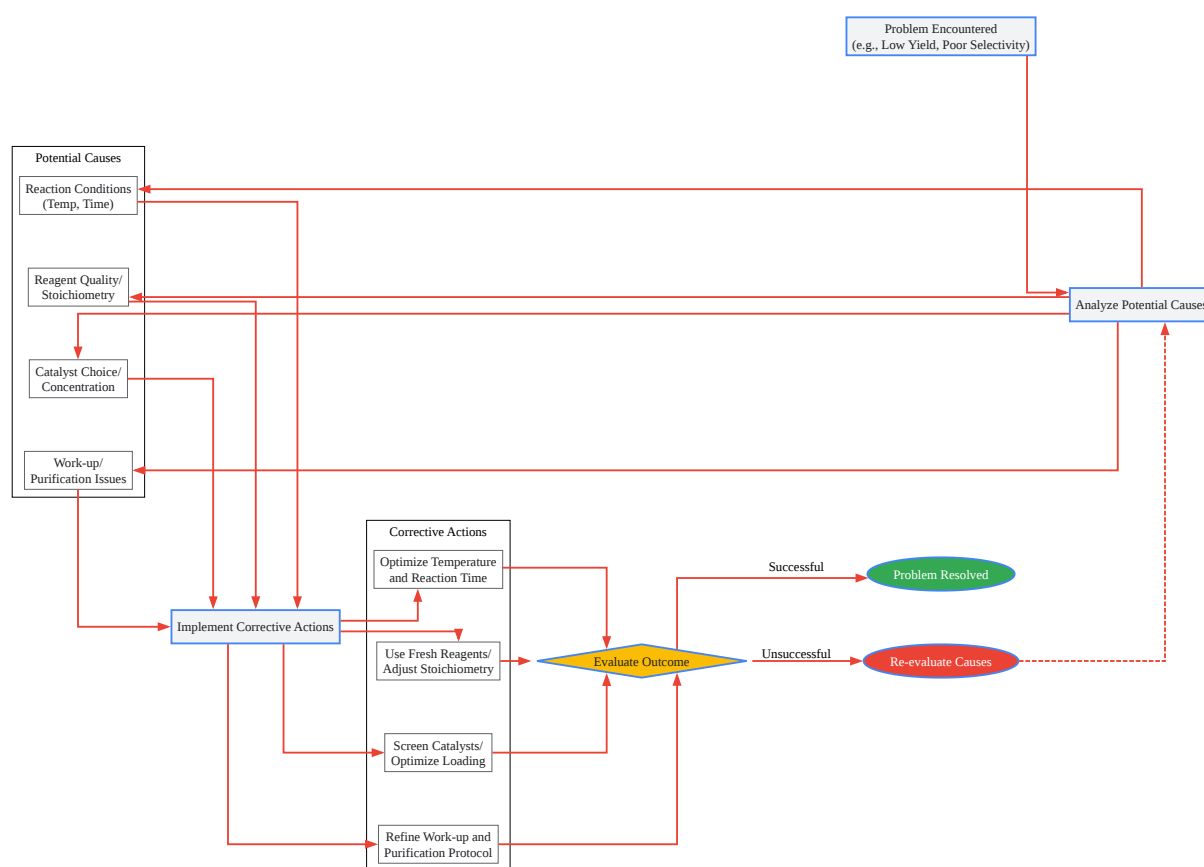 Problem Encountered
(e.g., Low Yield, Poor Selectivity)
Potential Causes
Reaction Conditions
(Temp, Time)
Reagent Quality/
Stoichiometry
Analyze Potential Causes
Catalyst Choice/
Concentration
Work-up/
Purification Issues
Corrective Actions
Optimize Temperature
and Reaction Time
Successful
Problem Resolved
Implement Corrective Actions
Use Fresh Reagents/
Adjust Stoichiometry
Evaluate Outcome
Unsuccessful
Re-evaluate Causes
Screen Catalysts/
Optimize Loading
Refine Work-up and
Purification Protocol